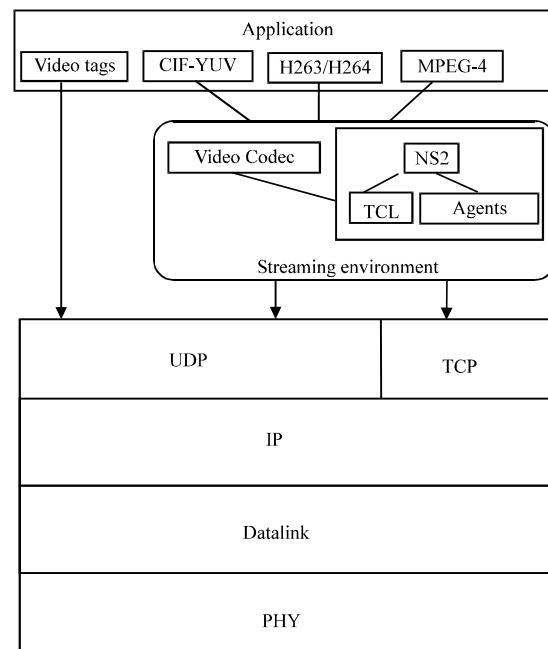 Application
Video tags
CIF-YUV
H263/H264
MPEG-4
Video Codec
NS2
TCL
Agents
Streaming environment
UDP
TCP
IP
Datalink
PHY